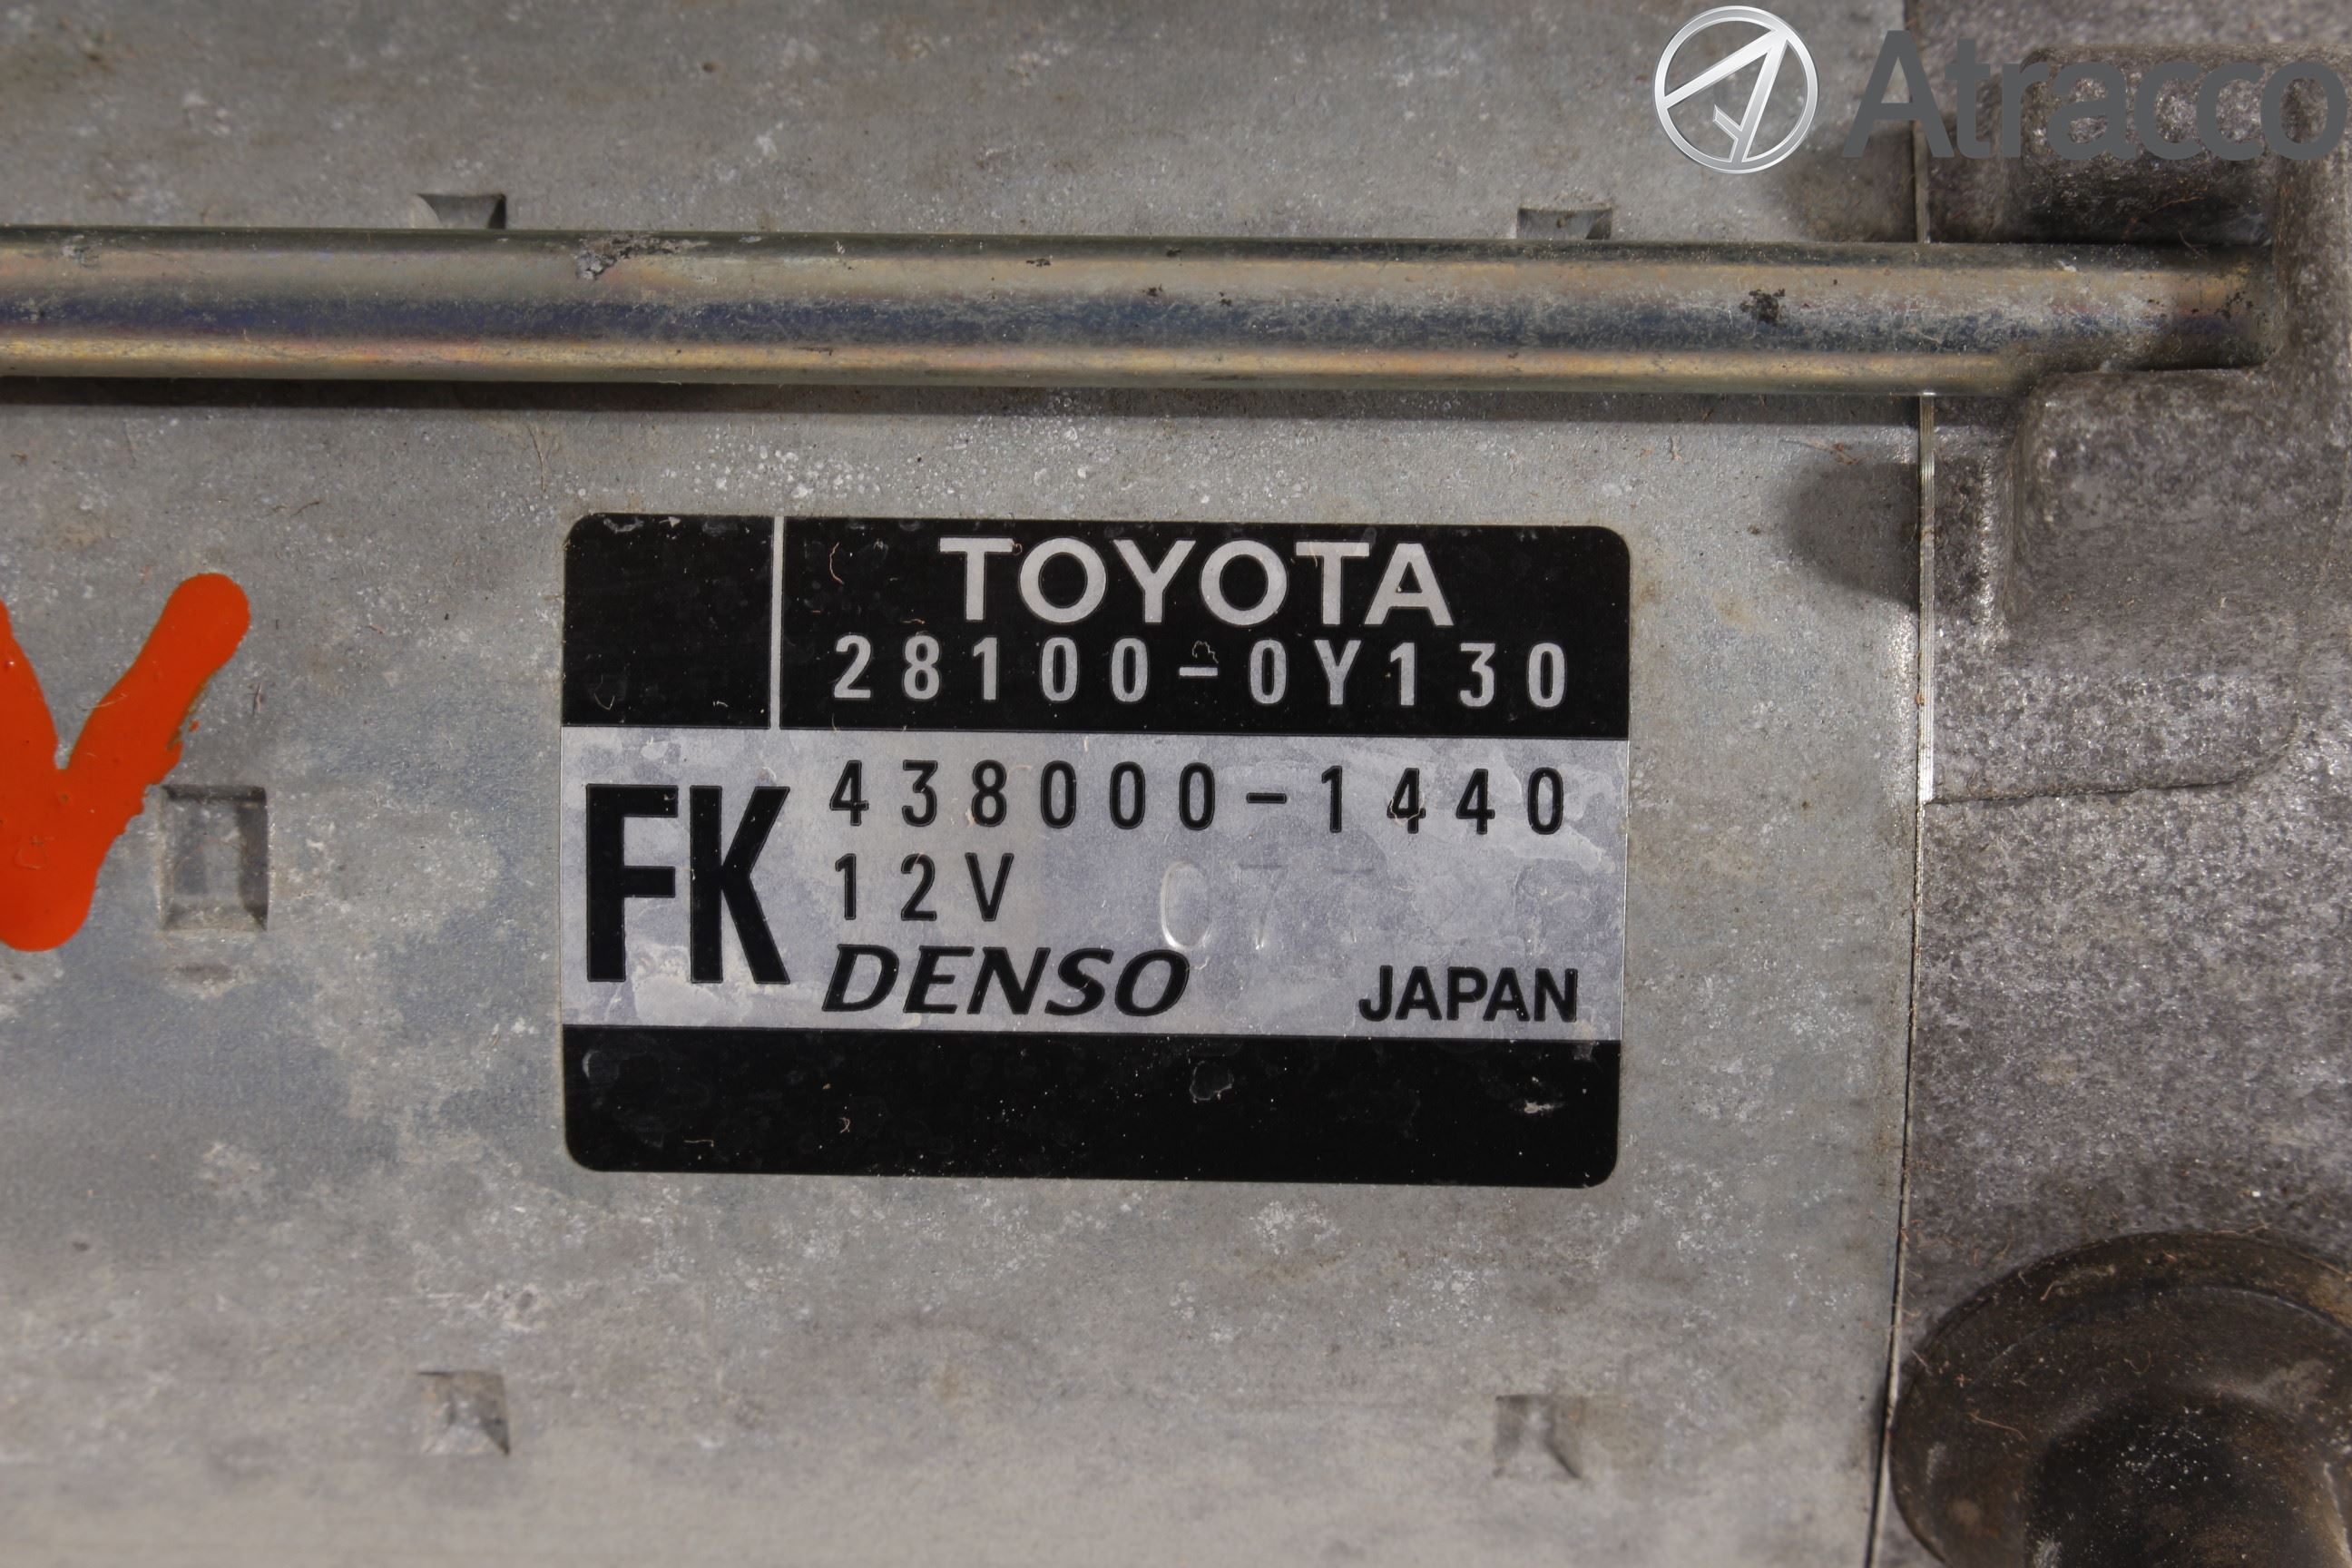 Atracco
TOYOTA
28100-0Y130
FK
438000-1440
12V
DENSO JAPAN